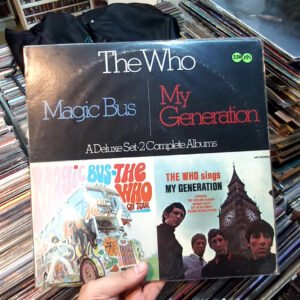 The Who
Magic Bus
My
Generation
A Deluxe Set·2 Complete Albums
MAGIC BUS·THE
WHO
ON TOUR
THE WHO sings
MY GENERATION